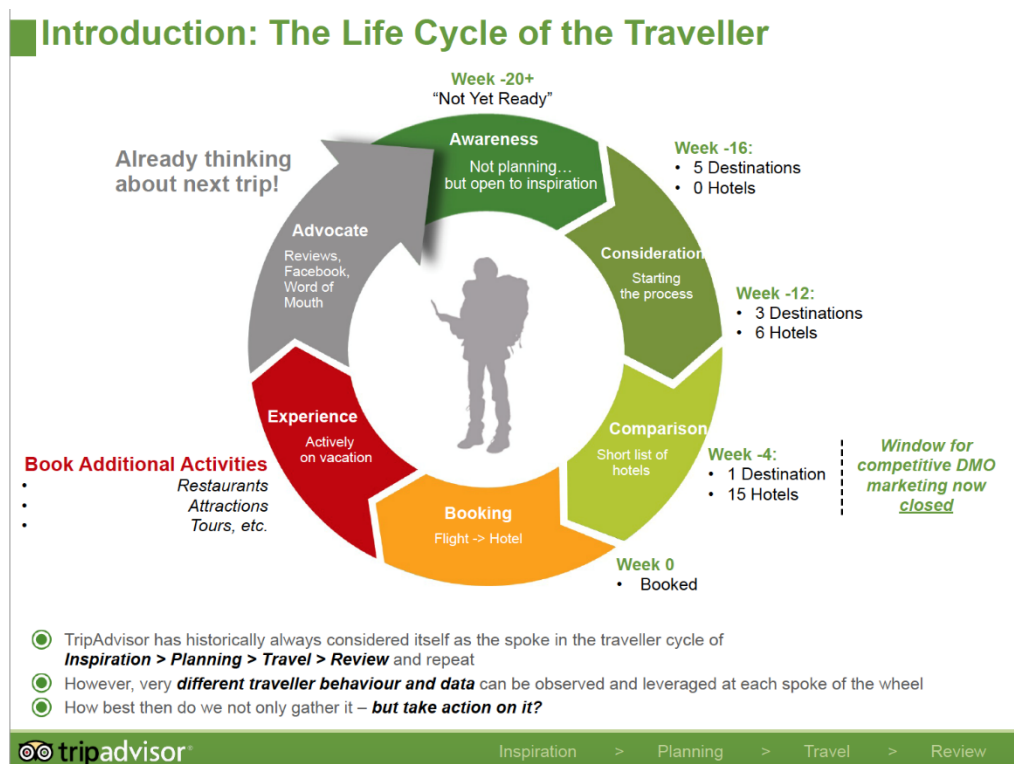 Introduction: The Life Cycle of the Traveller
Week -20+
“Not Yet Ready”
Awareness
Not planning…
but open to inspiration
Already thinking
about next trip!
Week -16:
• 5 Destinations
• 0 Hotels
Advocate
Reviews,
Facebook,
Word of
Mouth
Consideration
Starting
the process
Week -12:
• 3 Destinations
• 6 Hotels
Experience
Actively
on vacation
Comparison
Short list of
hotels
Week -4:
• 1 Destination
• 15 Hotels
Window for
competitive DMO
marketing now
closed
Book Additional Activities
• Restaurants
• Attractions
• Tours, etc.
Booking
Flight -> Hotel
Week 0
• Booked
TripAdvisor has historically always considered itself as the spoke in the traveller cycle of
Inspiration > Planning > Travel > Review and repeat
However, very different traveller behaviour and data can be observed and leveraged at each spoke of the wheel
How best then do we not only gather it – but take action on it?
tripadvisor®
Inspiration > Planning > Travel > Review